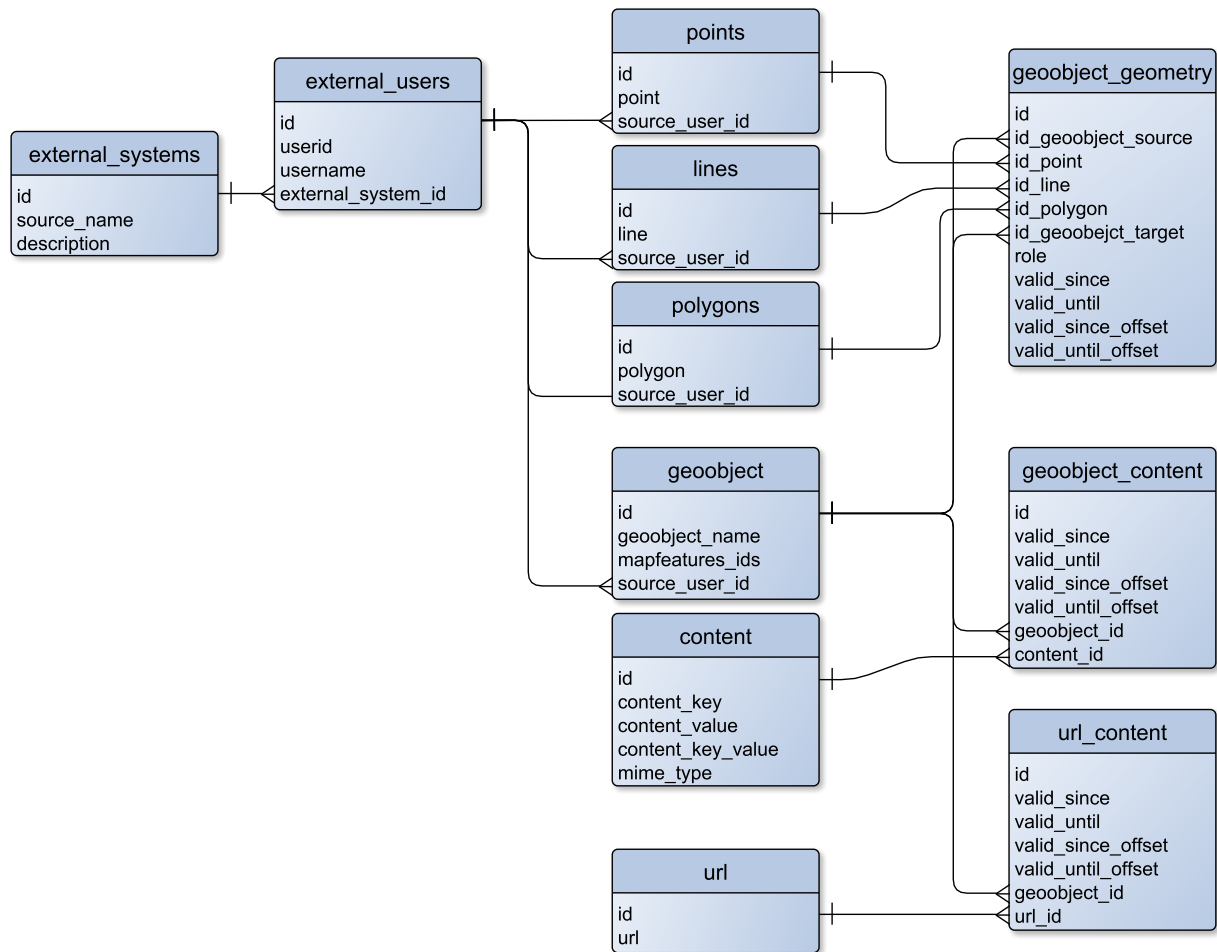 external_systems
id
source_name
description
external_users
id
userid
username
external_system_id
points
id
point
source_user_id
lines
id
line
source_user_id
polygons
id
polygon
source_user_id
geoobject
id
geoobject_name
mapfeatures_ids
source_user_id
content
id
content_key
content_value
content_key_value
mime_type
url
id
url
geoobject_geometry
id
id_geoobject_source
id_point
id_line
id_polygon
id_geoobejct_target
role
valid_since
valid_until
valid_since_offset
valid_until_offset
geoobject_content
id
valid_since
valid_until
valid_since_offset
valid_until_offset
geoobject_id
content_id
url_content
id
valid_since
valid_until
valid_since_offset
valid_until_offset
geoobject_id
url_id